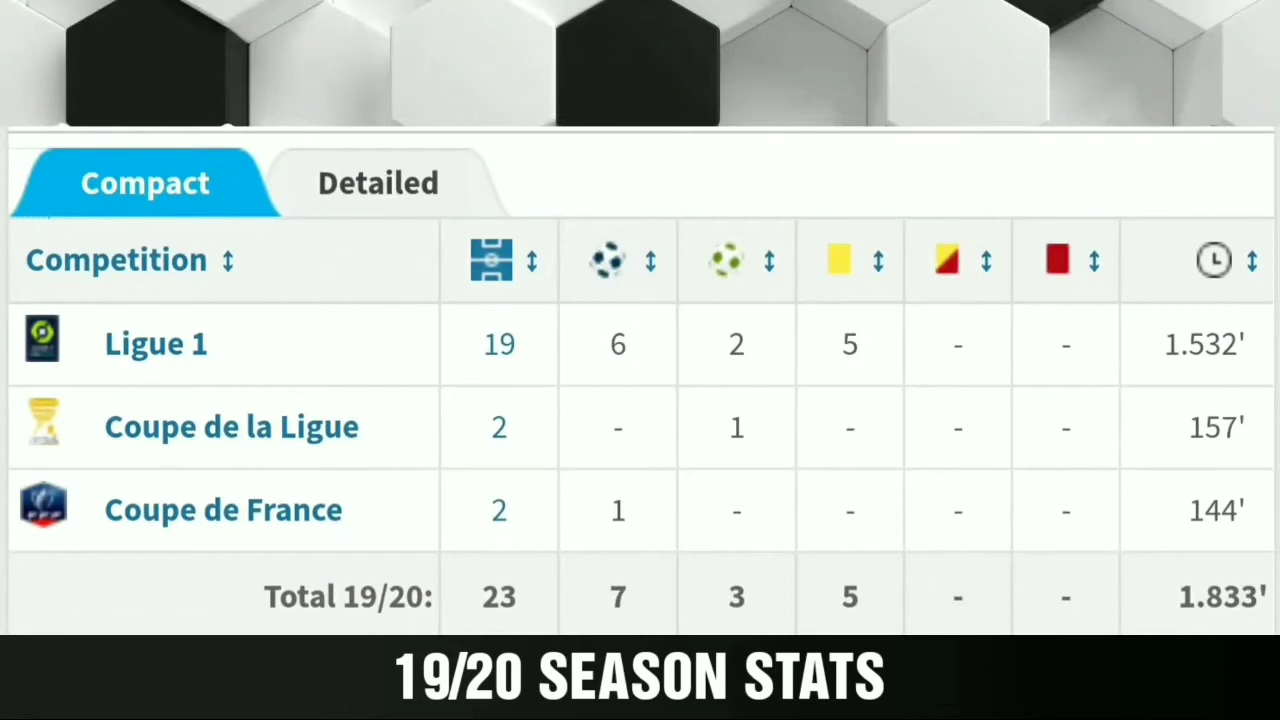 Compact Detailed
Competition
Ligue 1 19 6 2 5 - - 1.532'
Coupe de la Ligue 2 - 1 - - - 157'
Coupe de France 2 1 - - - - 144'
Total 19/20: 23 7 3 5 - - 1.833'
19/20 SEASON STATS